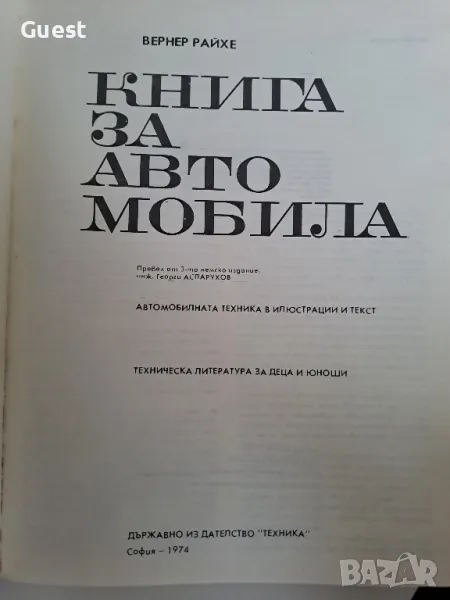 Guest
ВЕРНЕР РАЙХЕ
КНИГА
ЗА
АВТО
МОБИЛА
Превел от 3-то немско издание
инж. Георги АСПАРУХОВ
АВТОМОБИЛНАТА ТЕХНИКА В ИЛЮСТРАЦИИ И ТЕКСТ
ТЕХНИЧЕСКА ЛИТЕРАТУРА ЗА ДЕЦА И ЮНОШИ
ДЪРЖАВНО ИЗДАТЕЛСТВО "ТЕХНИКА"
София – 1974
BAZAR